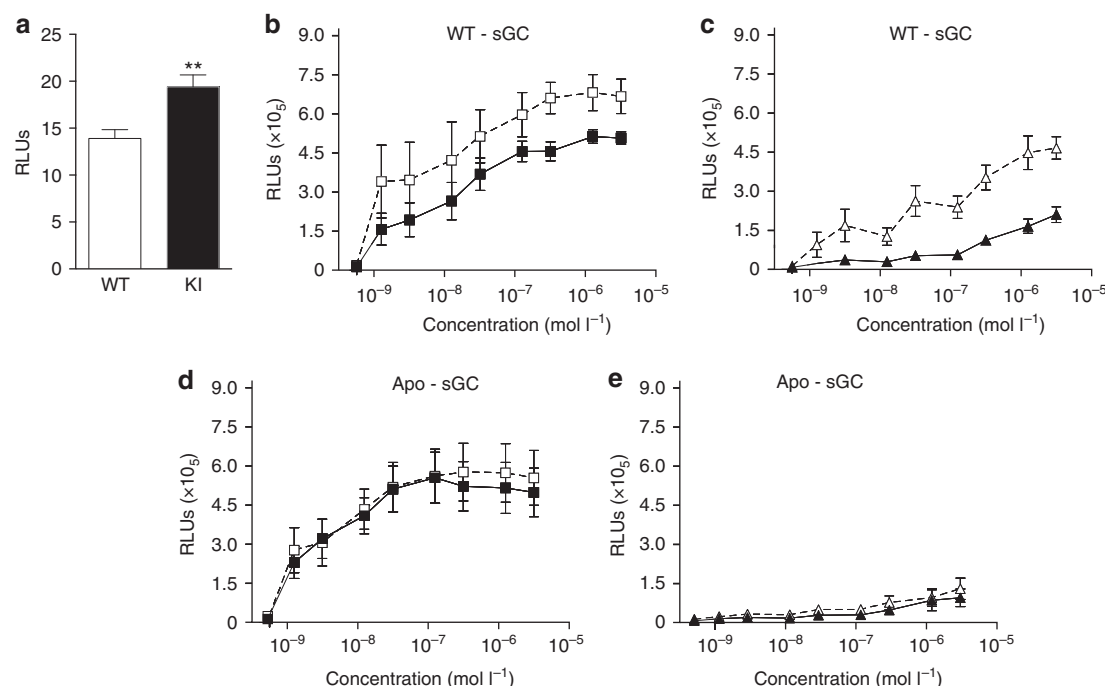 a
RLUs
25
20
15
10
5
0
**
WT KI
b
WT - sGC
RLUs (×10₅)
9.0
7.5
6.0
4.5
3.0
1.5
0
10⁻⁹ 10⁻⁸ 10⁻⁷ 10⁻⁶ 10⁻⁵
Concentration (mol l⁻¹)
c
WT - sGC
RLUs (×10₅)
9.0
7.5
6.0
4.5
3.0
1.5
0
10⁻⁹ 10⁻⁸ 10⁻⁷ 10⁻⁶ 10⁻⁵
Concentration (mol l⁻¹)
d
Apo - sGC
RLUs (×10₅)
9.0
7.5
6.0
4.5
3.0
1.5
0
10⁻⁹ 10⁻⁸ 10⁻⁷ 10⁻⁶ 10⁻⁵
Concentration (mol l⁻¹)
e
Apo - sGC
RLUs (×10₅)
9.0
7.5
6.0
4.5
3.0
1.5
0
10⁻⁹ 10⁻⁸ 10⁻⁷ 10⁻⁶ 10⁻⁵
Concentration (mol l⁻¹)